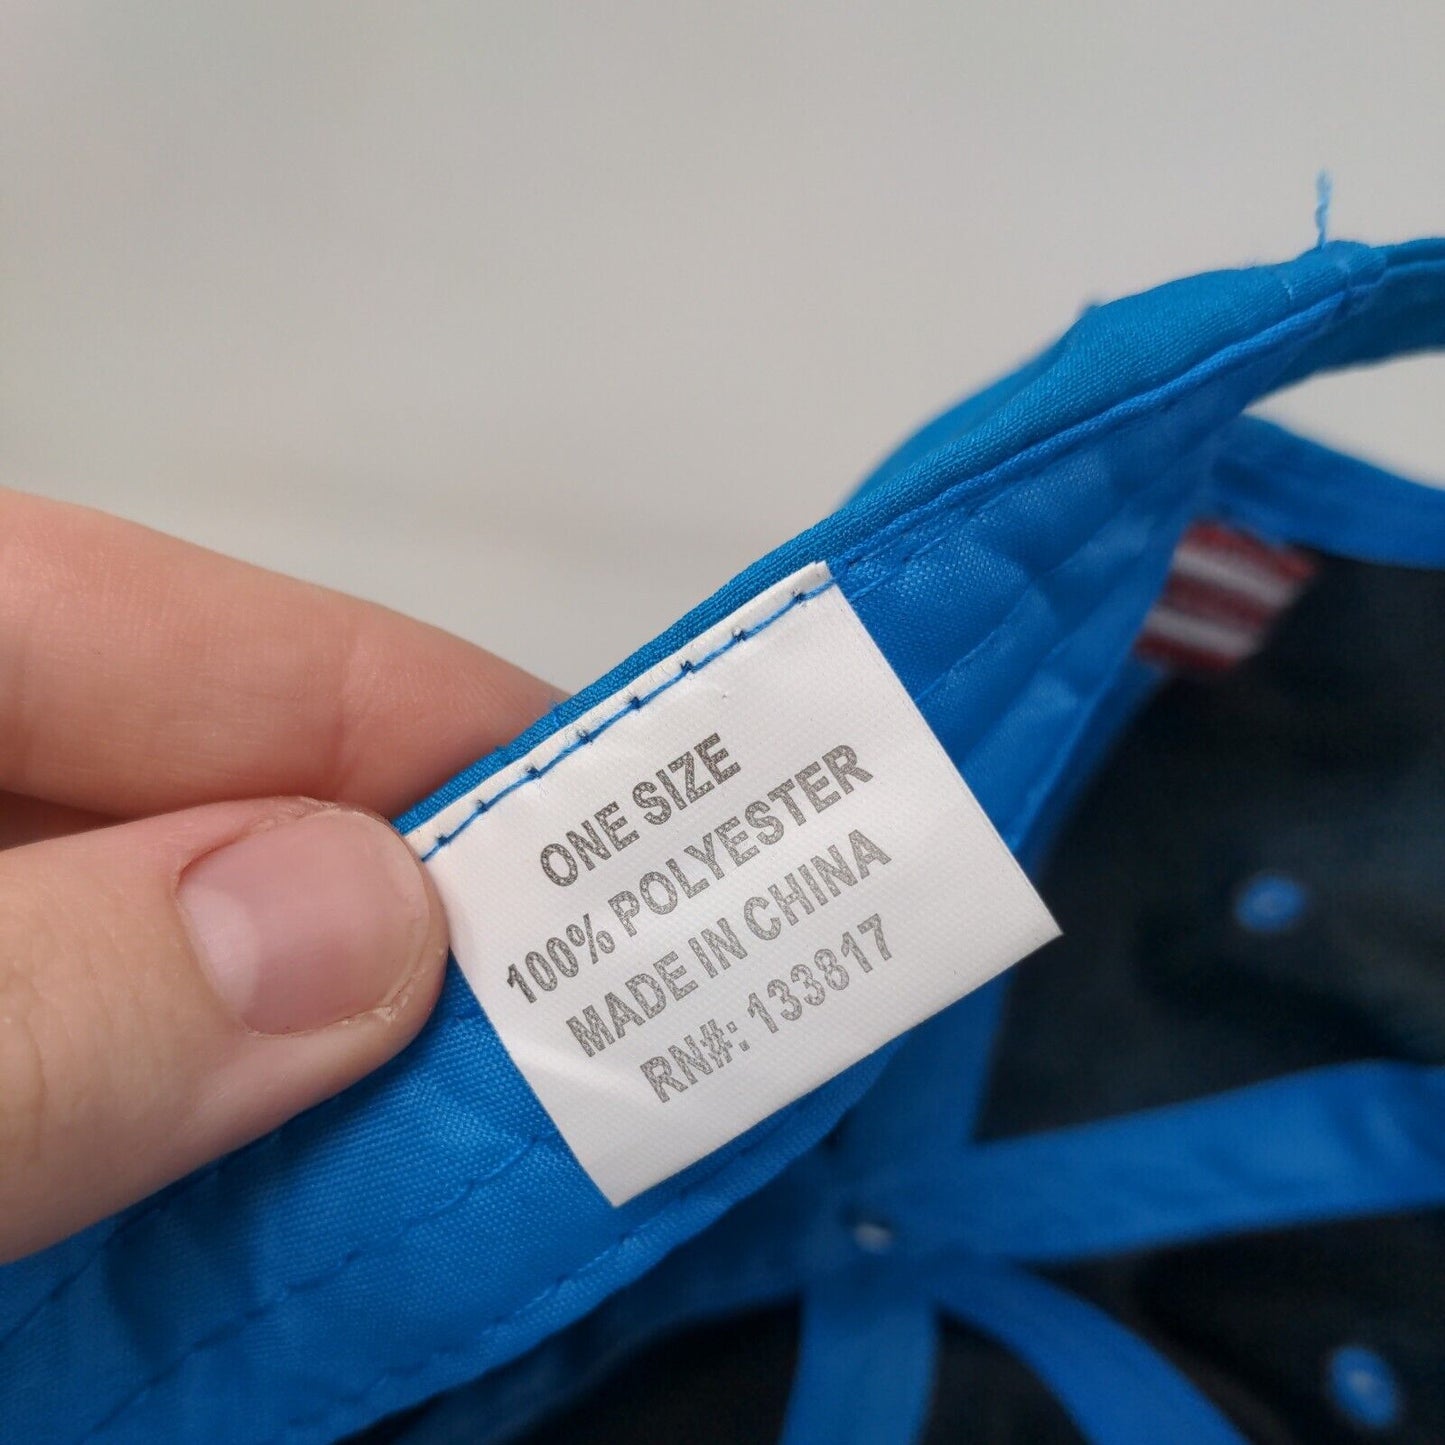 ONE SIZE
100% POLYESTER
MADE IN CHINA
RN#: 133817